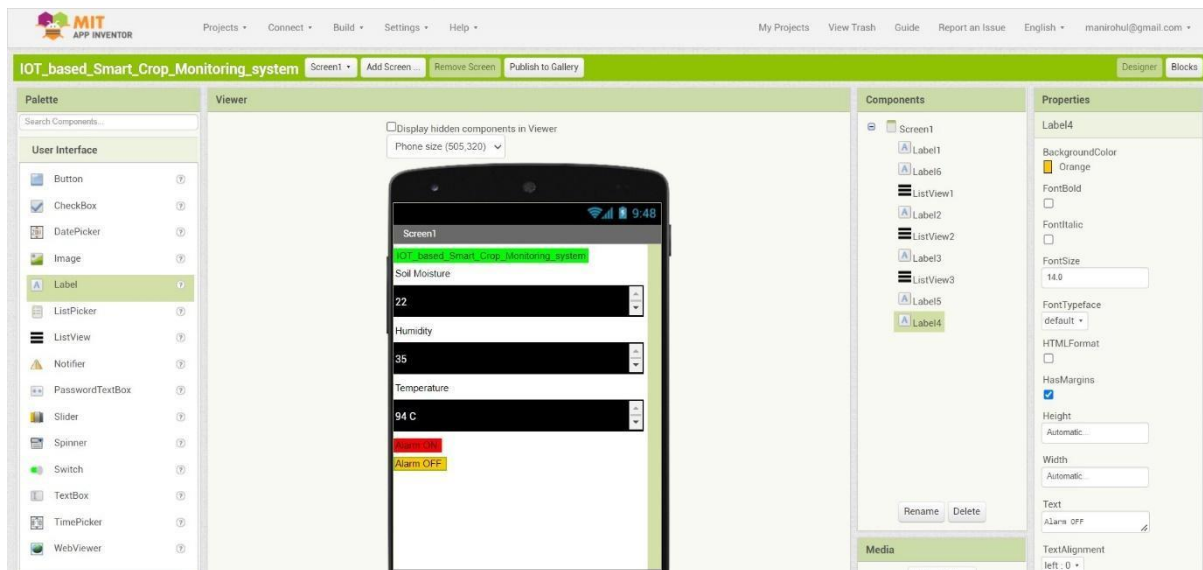 MIT
APP INVENTOR
Projects Connect Build Settings Help My Projects View Trash Guide Report an Issue English manirohul@gmail.com
IOT_based_Smart_Crop_Monitoring_system Screen1 Add Screen ... Remove Screen Publish to Gallery Designer Blocks
Palette
Search Components...
User Interface
Button
CheckBox
DatePicker
Image
Label
ListPicker
ListView
Notifier
PasswordTextBox
Slider
Spinner
Switch
TextBox
TimePicker
WebViewer
Viewer
Display hidden components in Viewer
Phone size (505,320)
9:48
Screen1
IOT_based_Smart_Crop_Monitoring_system
Soil Moisture
22
Humidity
35
Temperature
94 C
Alarm ON
Alarm OFF
Components
Screen1
Label1
Label6
ListView1
Label2
ListView2
Label3
ListView3
Label5
Label4
Rename Delete
Media
Properties
Label4
BackgroundColor
Orange
FontBold
FontItalic
FontSize
14.0
FontTypeface
default
HTMLFormat
HasMargins
Height
Automatic...
Width
Automatic...
Text
Alarm OFF
TextAlignment
left : 0